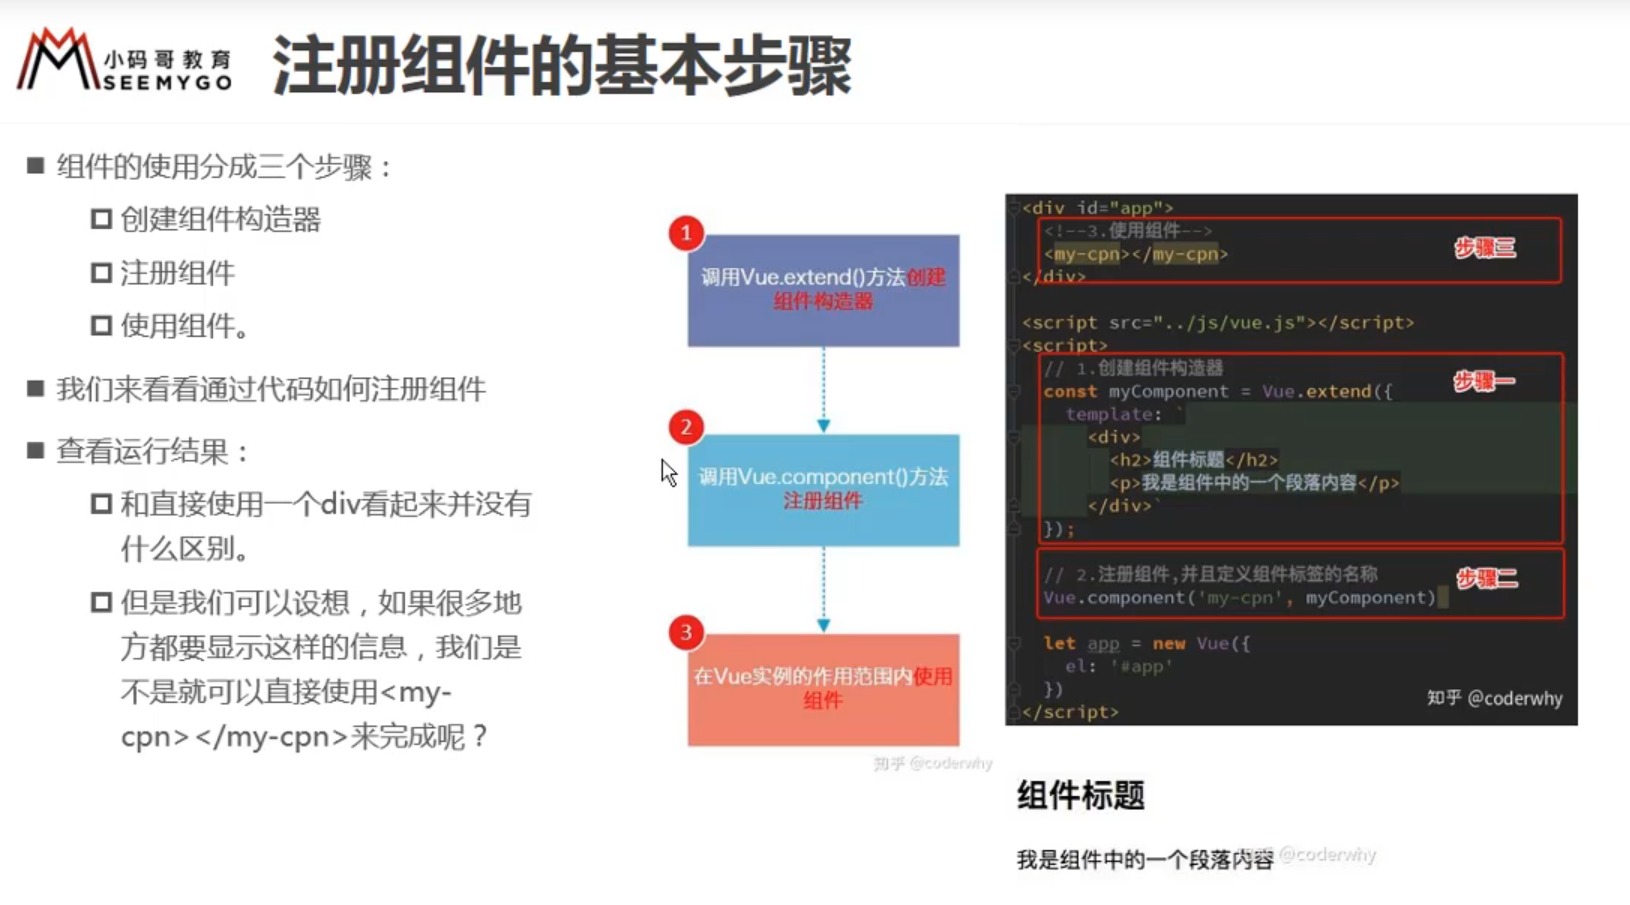 小码哥教育
SEEMYGO
注册组件的基本步骤
组件的使用分成三个步骤：
创建组件构造器
注册组件
使用组件。
我们来看看通过代码如何注册组件
查看运行结果：
和直接使用一个div看起来并没有
什么区别。
但是我们可以设想，如果很多地
方都要显示这样的信息，我们是
不是就可以直接使用<my-
cpn></my-cpn>来完成呢？
1
调用Vue.extend()方法创建
组件构造器
2
调用Vue.component()方法
注册组件
3
在Vue实例的作用范围内使用
组件
知乎 @coderwhy
<div id="app">
<!--3.使用组件-->
步骤三
<my-cpn></my-cpn>
</div>
<script src="../js/vue.js"></script>
<script>
// 1.创建组件构造器
步骤一
const myComponent = Vue.extend({
template: `
<div>
<h2>组件标题</h2>
<p>我是组件中的一个段落内容</p>
</div>`
});
// 2.注册组件,并且定义组件标签的名称
步骤二
Vue.component('my-cpn', myComponent)
let app = new Vue({
el: '#app'
})
</script>
知乎 @coderwhy
组件标题
我是组件中的一个段落内容
知乎 @coderwhy